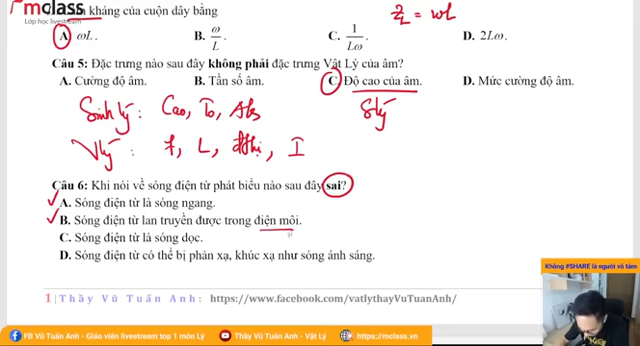 mclass
Lớp học livestream
kháng của cuộn dây bằng
Z_L = ωL
A. ωL. B. ω/L. C. 1/Lω. D. 2Lω.
Câu 5: Đặc trưng nào sau đây không phải đặc trưng Vật Lý của âm?
A. Cường độ âm. B. Tần số âm. C. Độ cao của âm. D. Mức cường độ âm.
Sinh lý: Cao, To, Âs
Slý
Vlý: f, L, đthị, I
Câu 6: Khi nói về sóng điện từ phát biểu nào sau đây sai?
A. Sóng điện từ là sóng ngang.
B. Sóng điện từ lan truyền được trong điện môi.
C. Sóng điện từ là sóng dọc.
D. Sóng điện từ có thể bị phản xạ, khúc xạ như sóng ánh sáng.
Không #SHARE là người vô tâm
1 | Thầy Vũ Tuấn Anh: https://www.facebook.com/vatlythayVuTuanAnh/
FB Vũ Tuấn Anh - Giáo viên livestream top 1 môn Lý Thầy Vũ Tuấn Anh - Vật Lý https://mclass.vn